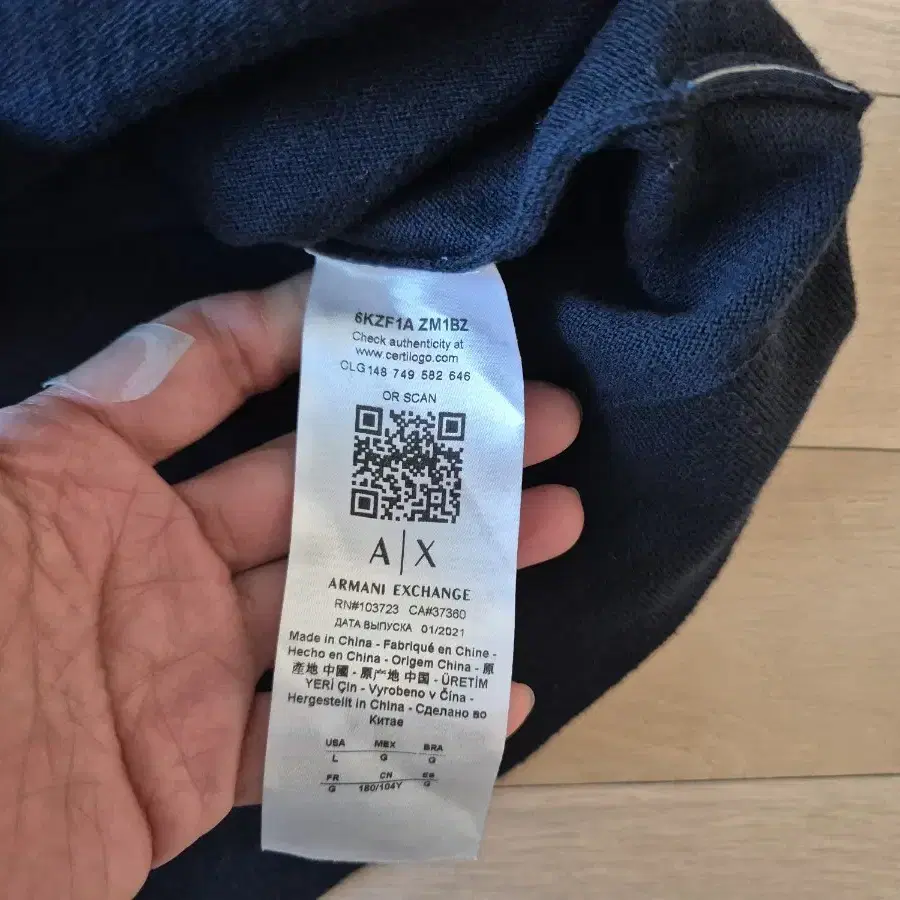 6KZF1A ZM1BZ
Check authenticity at
www.certilogo.com
CLG 148 749 582 646
OR SCAN
A|X
ARMANI EXCHANGE
RN#103723 CA#37360
ДАТА ВЫПУСКА 01/2021
Made in China - Fabriqué en Chine -
Hecho en China - Origem China - 原
產地 中國 - 原产地 中国 - ÜRETİM
YERİ Çin - Vyrobeno v Čína -
Hergestellt in China - Сделано во
Китае
USA MEX BRA
L G G
FR CN
G 180/104Y G